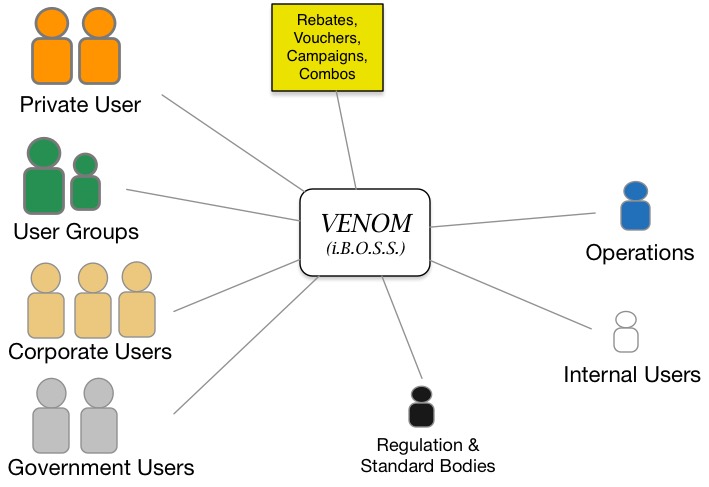 Rebates,
Vouchers,
Campaigns,
Combos
Private User
User Groups
VENOM
(i.B.O.S.S.)
Operations
Corporate Users
Internal Users
Regulation &
Standard Bodies
Government Users